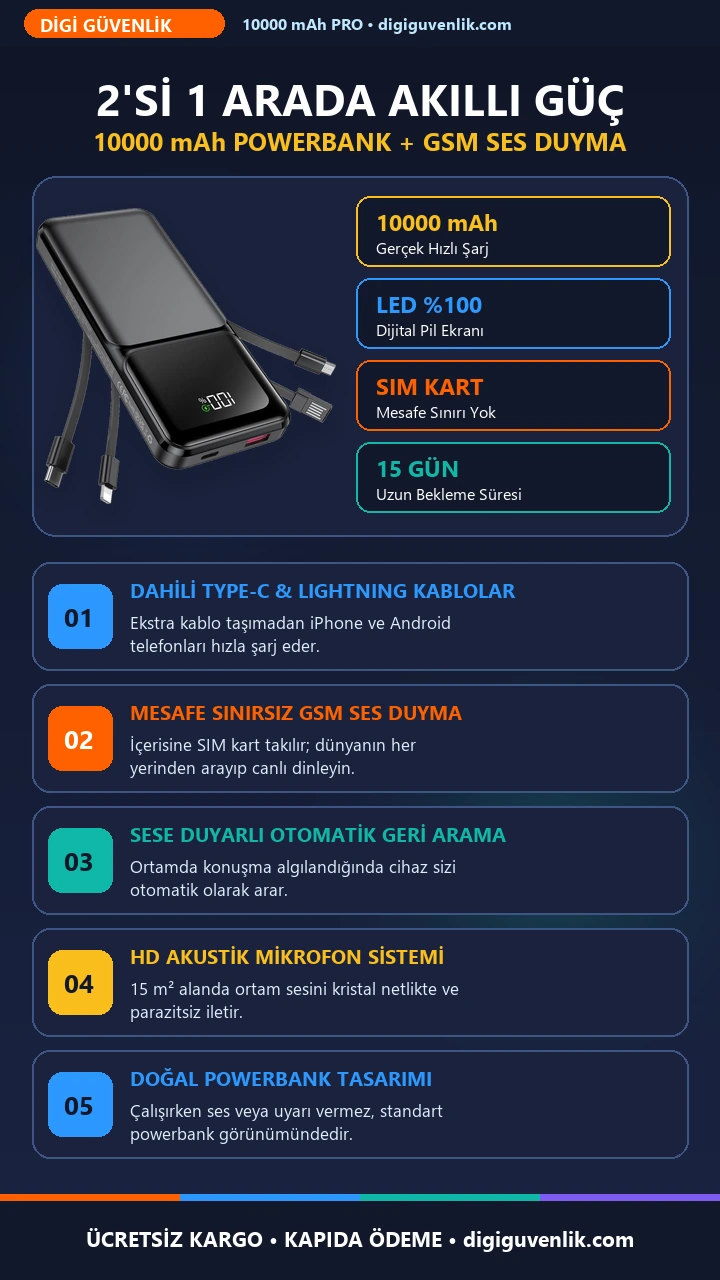 DİGİ GÜVENLİK
10000 mAh PRO • digiguvenlik.com
2'Sİ 1 ARADA AKILLI GÜÇ
10000 mAh POWERBANK + GSM SES DUYMA
10000 mAh
Gerçek Hızlı Şarj
LED %100
Dijital Pil Ekranı
SIM KART
Mesafe Sınırı Yok
15 GÜN
Uzun Bekleme Süresi
%100
01
DAHİLİ TYPE-C & LIGHTNING KABLOLAR
Ekstra kablo taşımadan iPhone ve Android
telefonları hızla şarj eder.
02
MESAFE SINIRSIZ GSM SES DUYMA
İçerisine SIM kart takılır; dünyanın her
yerinden arayıp canlı dinleyin.
03
SESE DUYARLI OTOMATİK GERİ ARAMA
Ortamda konuşma algılandığında cihaz sizi
otomatik olarak arar.
04
HD AKUSTİK MİKROFON SİSTEMİ
15 m² alanda ortam sesini kristal netlikte ve
parazitsiz iletir.
05
DOĞAL POWERBANK TASARIMI
Çalışırken ses veya uyarı vermez, standart
powerbank görünümündedir.
ÜCRETSİZ KARGO • KAPIDA ÖDEME • digiguvenlik.com